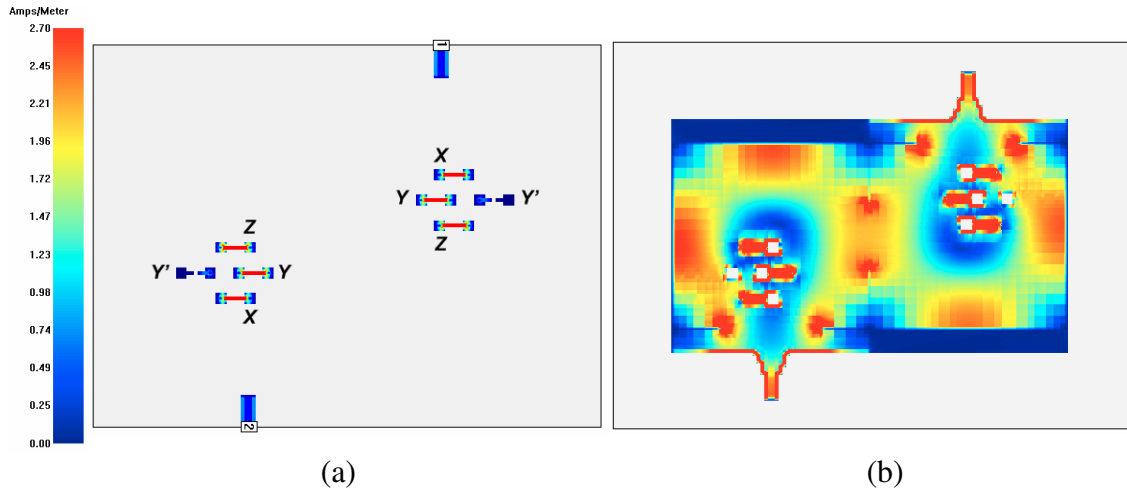 Amps/Meter
2.70
2.45
2.21
1.96
1.72
1.47
1.23
0.98
0.74
0.49
0.25
0.00
1
X
Y
Y'
Z
Z
Y'
Y
X
2
(a)
(b)